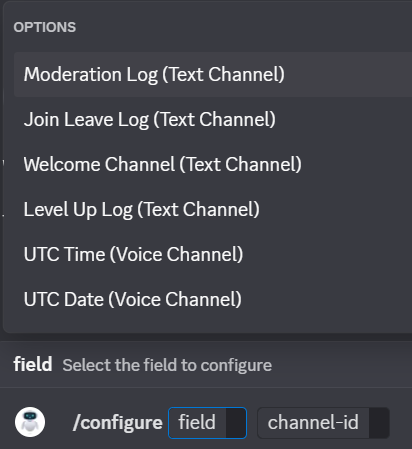 OPTIONS
Moderation Log (Text Channel)
Join Leave Log (Text Channel)
Welcome Channel (Text Channel)
Level Up Log (Text Channel)
UTC Time (Voice Channel)
UTC Date (Voice Channel)
field Select the field to configure
/configure field channel-id